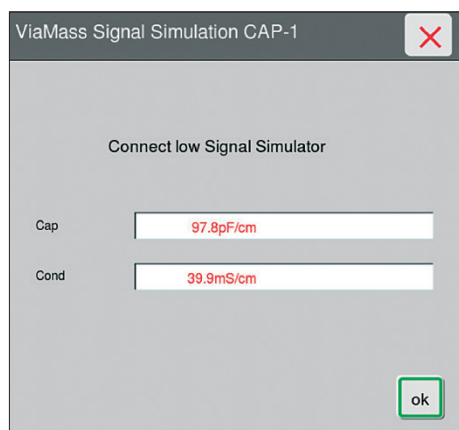 ViaMass Signal Simulation CAP-1
Connect low Signal Simulator
Cap 97.8pF/cm
Cond 39.9mS/cm
ok